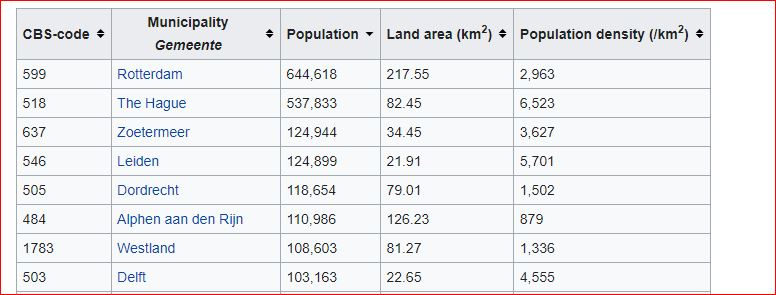 CBS-code Municipality Gemeente Population Land area (km²) Population density (/km²)
599 Rotterdam 644,618 217.55 2,963
518 The Hague 537,833 82.45 6,523
637 Zoetermeer 124,944 34.45 3,627
546 Leiden 124,899 21.91 5,701
505 Dordrecht 118,654 79.01 1,502
484 Alphen aan den Rijn 110,986 126.23 879
1783 Westland 108,603 81.27 1,336
503 Delft 103,163 22.65 4,555